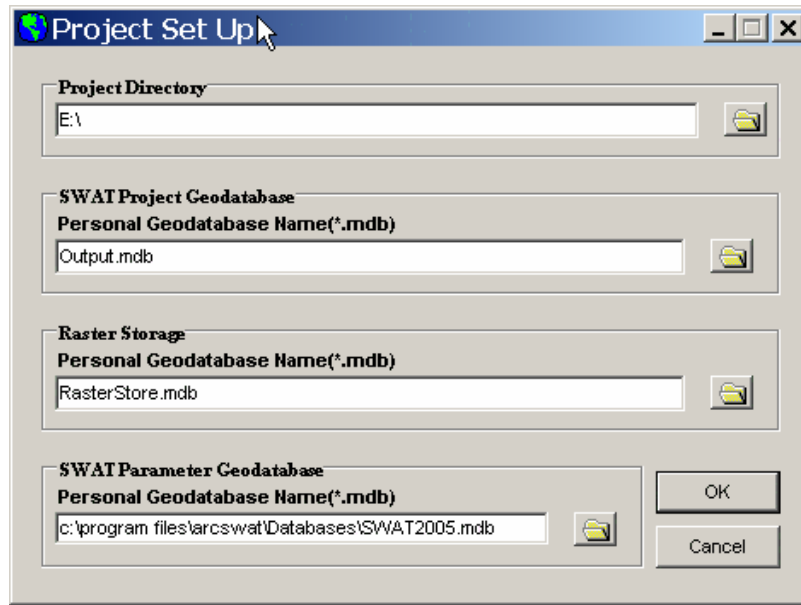 Project Set Up
Project Directory
E:\
SWAT Project Geodatabase
Personal Geodatabase Name(*.mdb)
Output.mdb
Raster Storage
Personal Geodatabase Name(*.mdb)
RasterStore.mdb
SWAT Parameter Geodatabase
Personal Geodatabase Name(*.mdb)
c:\program files\arcswat\Databases\SWAT2005.mdb
OK
Cancel